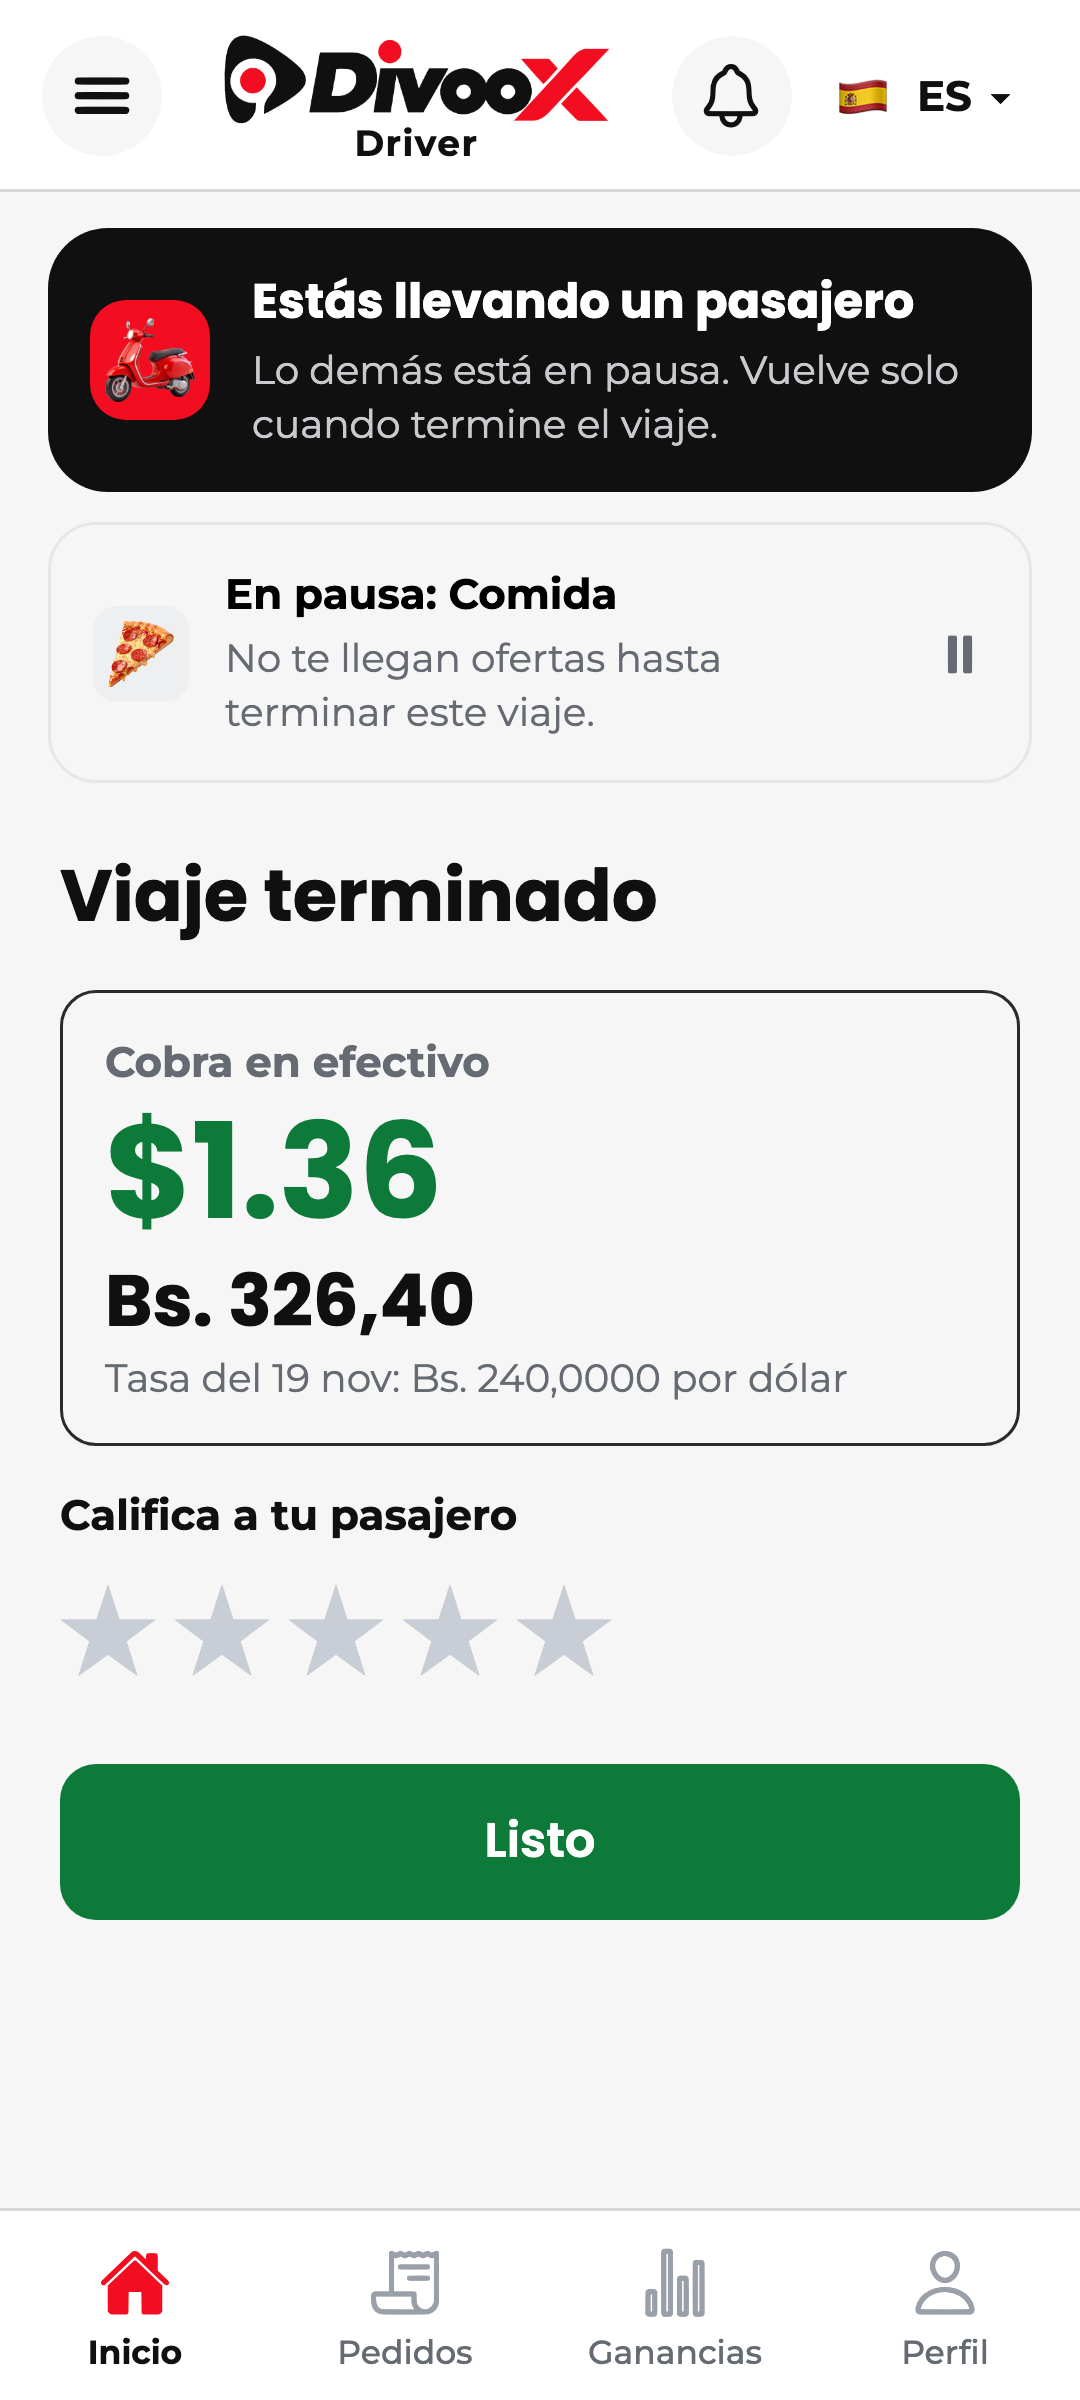 DivooX
Driver
ES
Estás llevando un pasajero
Lo demás está en pausa. Vuelve solo
cuando termine el viaje.
En pausa: Comida
No te llegan ofertas hasta
terminar este viaje.
Viaje terminado
Cobra en efectivo
$1.36
Bs. 326,40
Tasa del 19 nov: Bs. 240,0000 por dólar
Califica a tu pasajero
Listo
Inicio
Pedidos
Ganancias
Perfil